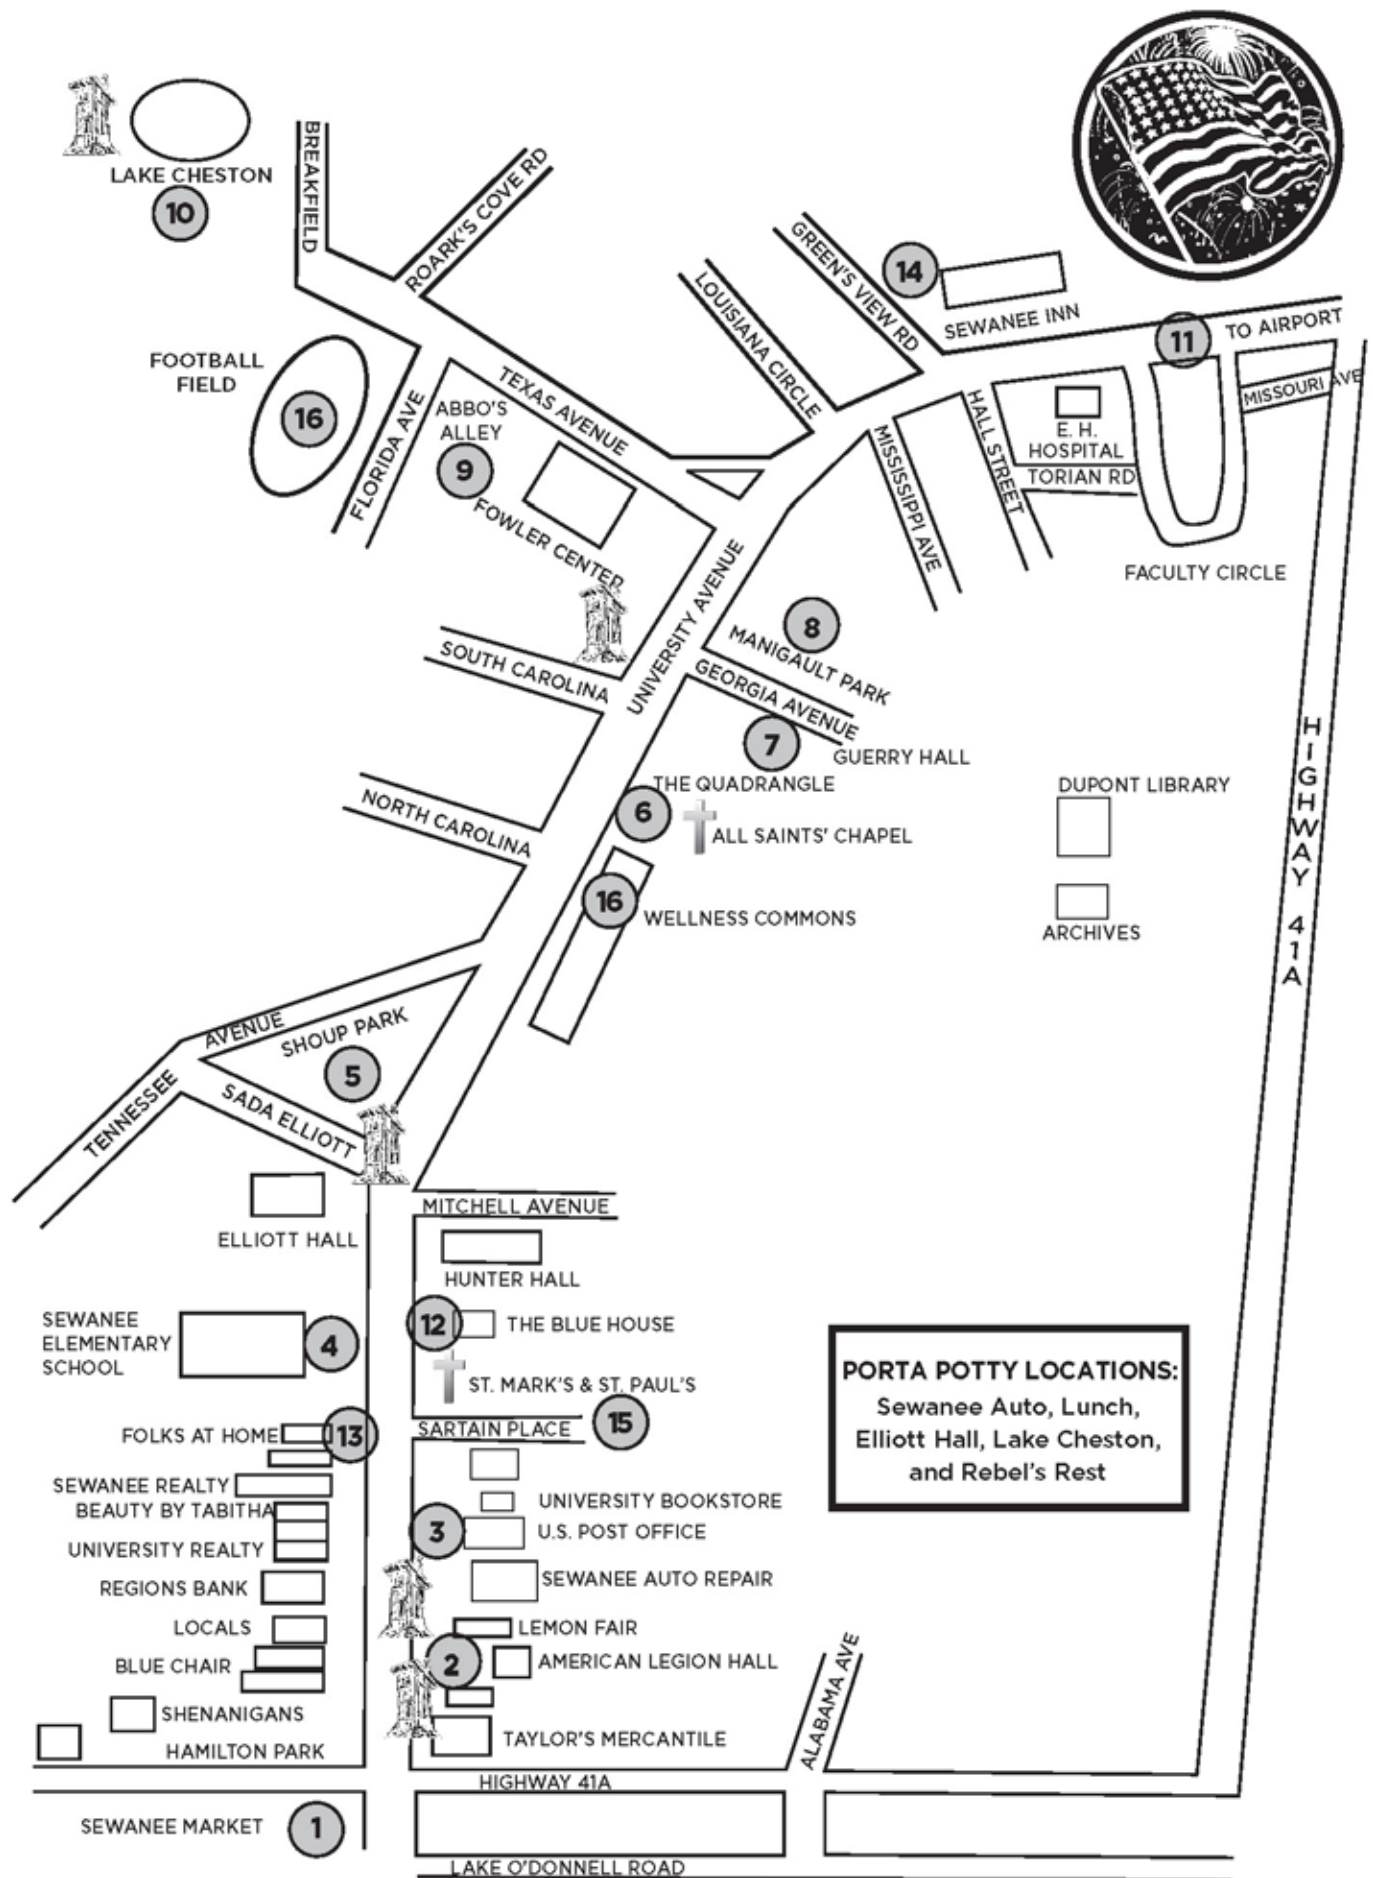 LAKE CHESTON
10
BREAKFIELD
ROARK'S COVE RD
FOOTBALL
FIELD
16
FLORIDA AVE
ABBO'S
ALLEY
9
TEXAS AVENUE
FOWLER CENTER
LOUISIANA CIRCLE
GREEN'S VIEW RD
14
SEWANEE INN
11
TO AIRPORT
MISSOURI AVE
HALL STREET
E. H.
HOSPITAL
TORIAN RD
MISSISSIPPI AVE
FACULTY CIRCLE
UNIVERSITY AVENUE
8
MANIGAULT PARK
SOUTH CAROLINA
GEORGIA AVENUE
7
GUERRY HALL
THE QUADRANGLE
6
ALL SAINTS' CHAPEL
NORTH CAROLINA
16
WELLNESS COMMONS
DUPONT LIBRARY
ARCHIVES
HIGHWAY 41A
TENNESSEE
AVENUE
SHOUP PARK
5
SADA ELLIOTT
MITCHELL AVENUE
ELLIOTT HALL
HUNTER HALL
SEWANEE
ELEMENTARY
SCHOOL
4
12
THE BLUE HOUSE
ST. MARK'S & ST. PAUL'S
FOLKS AT HOME
13
SARTAIN PLACE
15
SEWANEE REALTY
BEAUTY BY TABITHA
UNIVERSITY REALTY
REGIONS BANK
LOCALS
BLUE CHAIR
SHENANIGANS
HAMILTON PARK
UNIVERSITY BOOKSTORE
3
U.S. POST OFFICE
SEWANEE AUTO REPAIR
LEMON FAIR
2
AMERICAN LEGION HALL
TAYLOR'S MERCANTILE
ALABAMA AVE
HIGHWAY 41A
SEWANEE MARKET
1
LAKE O'DONNELL ROAD
PORTA POTTY LOCATIONS:
Sewanee Auto, Lunch,
Elliott Hall, Lake Cheston,
and Rebel's Rest